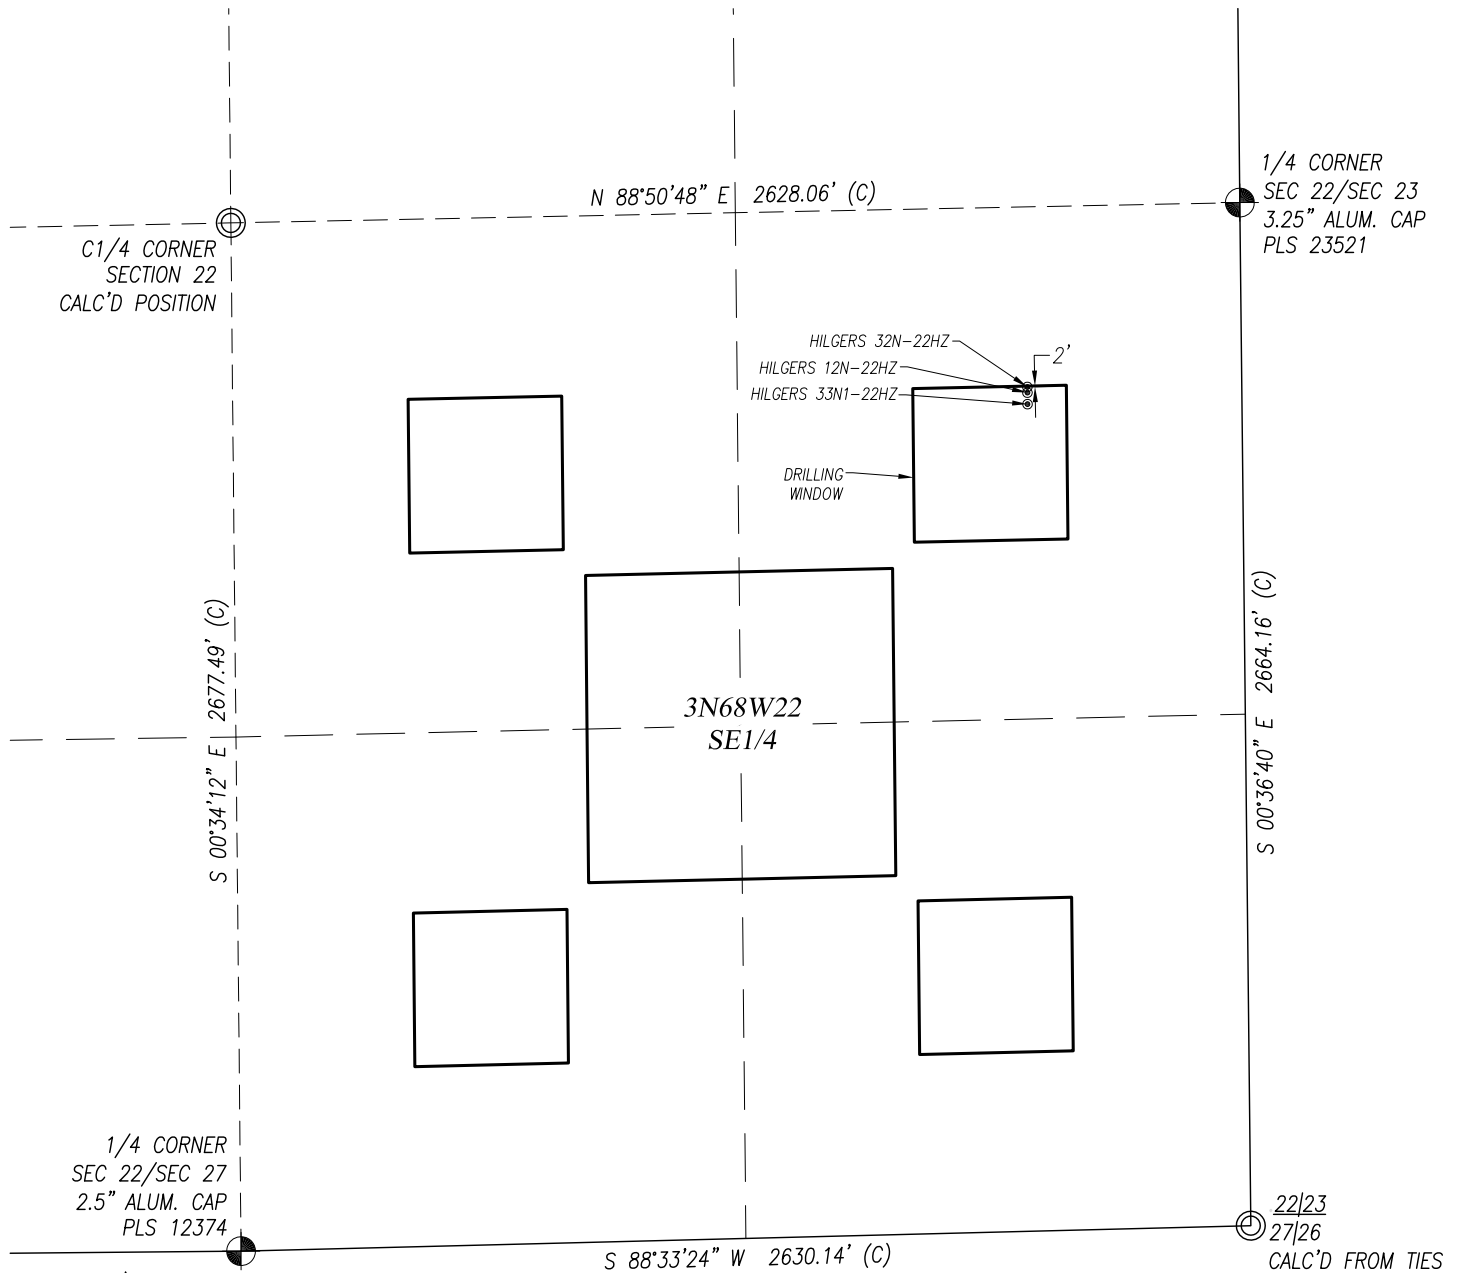 N 88°50'48" E 2628.06' (C)
1/4 CORNER
SEC 22/SEC 23
3.25" ALUM. CAP
PLS 23521
C1/4 CORNER
SECTION 22
CALC'D POSITION
HILGERS 32N-22HZ
2'
HILGERS 12N-22HZ
HILGERS 33N1-22HZ
DRILLING
WINDOW
S 00°34'12" E 2677.49' (C)
S 00°36'40" E 2664.16' (C)
3N68W22
SE1/4
1/4 CORNER
SEC 22/SEC 27
2.5" ALUM. CAP
PLS 12374
22|23
27|26
CALC'D FROM TIES
S 88°33'24" W 2630.14' (C)